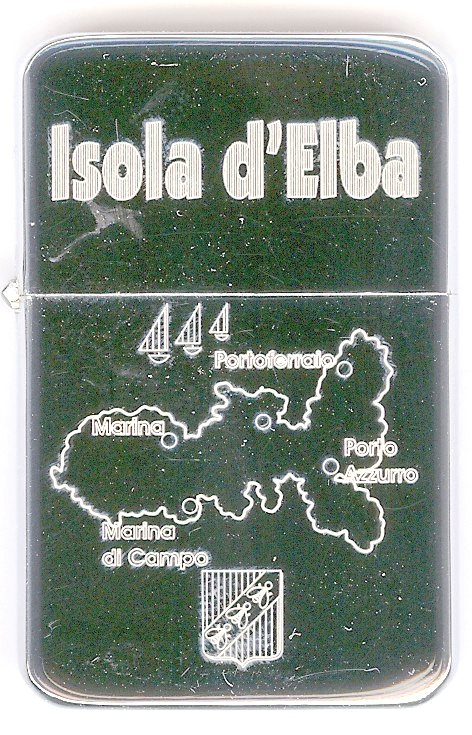 Isola d'Elba
Portoferraio
Marina
Porto
Azzurro
Marina
di Campo